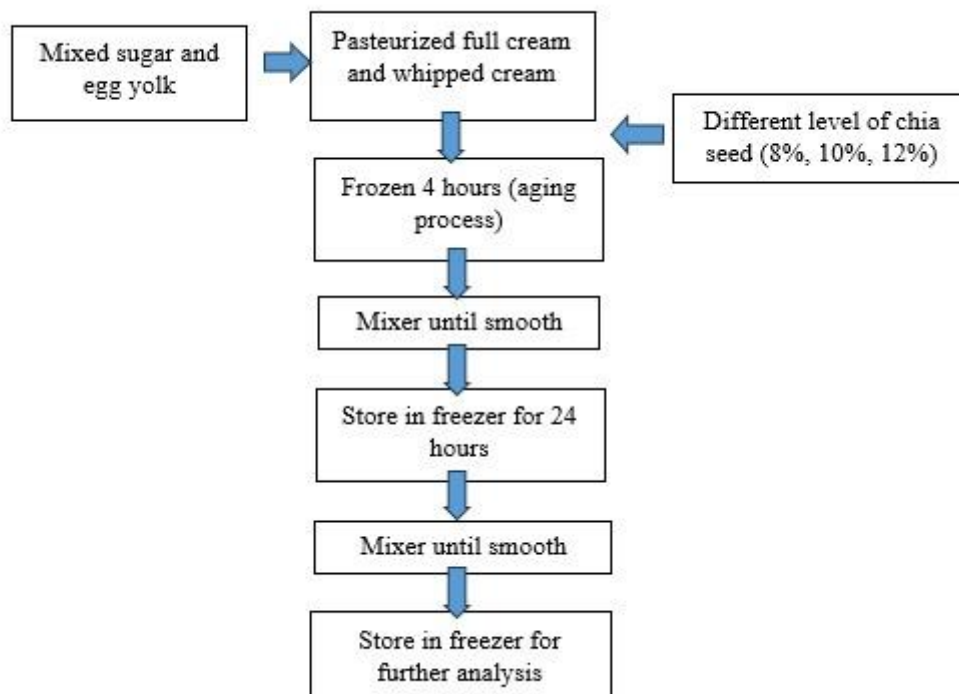 Mixed sugar and
egg yolk
Pasteurized full cream
and whipped cream
Different level of chia
seed (8%, 10%, 12%)
Frozen 4 hours (aging
process)
Mixer until smooth
Store in freezer for 24
hours
Mixer until smooth
Store in freezer for
further analysis